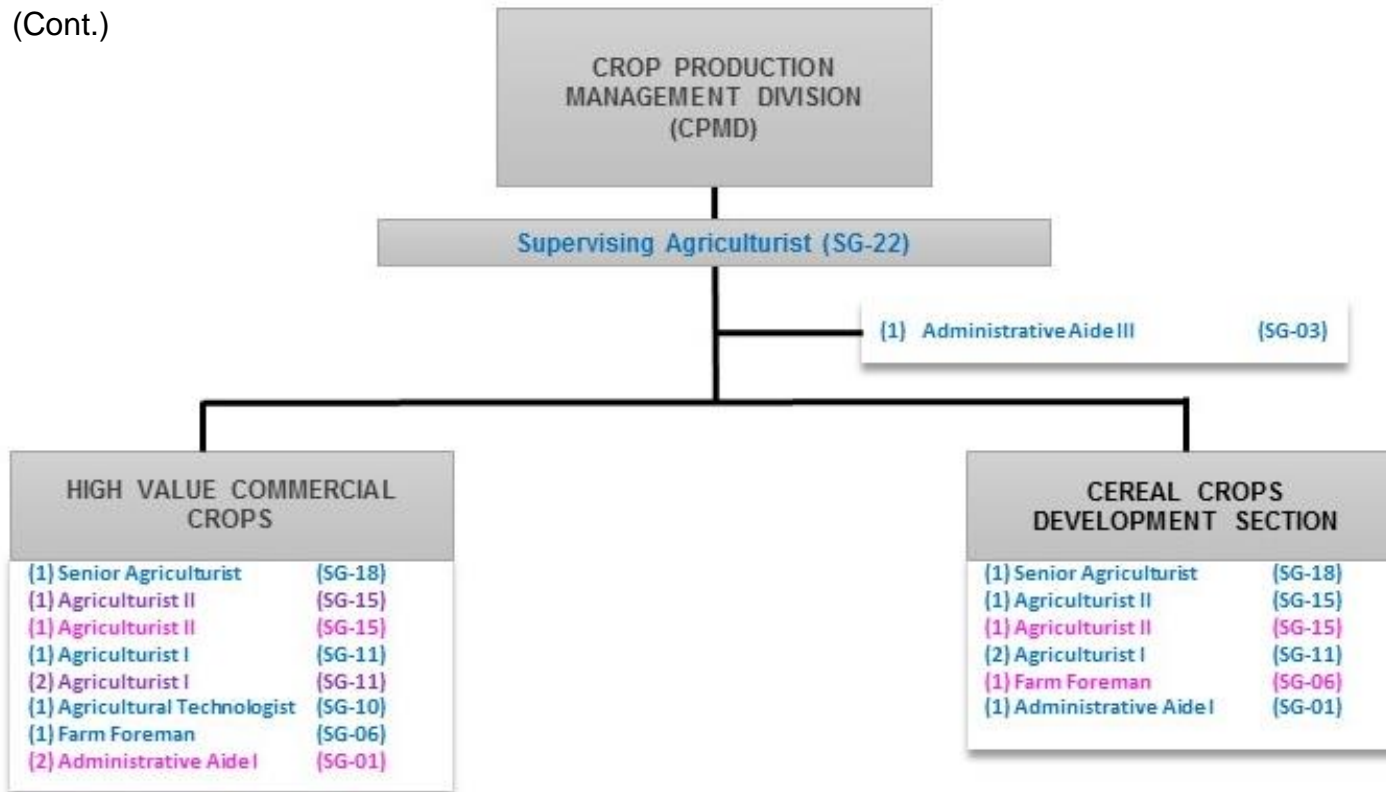 (Cont.)
CROP PRODUCTION
MANAGEMENT DIVISION
(CPMD)
Supervising Agriculturist (SG-22)
(1) Administrative Aide III (SG-03)
HIGH VALUE COMMERCIAL
CROPS
(1) Senior Agriculturist (SG-18)
(1) Agriculturist II (SG-15)
(1) Agriculturist II (SG-15)
(1) Agriculturist I (SG-11)
(2) Agriculturist I (SG-11)
(1) Agricultural Technologist (SG-10)
(1) Farm Foreman (SG-06)
(2) Administrative Aide I (SG-01)
CEREAL CROPS
DEVELOPMENT SECTION
(1) Senior Agriculturist (SG-18)
(1) Agriculturist II (SG-15)
(1) Agriculturist II (SG-15)
(2) Agriculturist I (SG-11)
(1) Farm Foreman (SG-06)
(1) Administrative Aide I (SG-01)